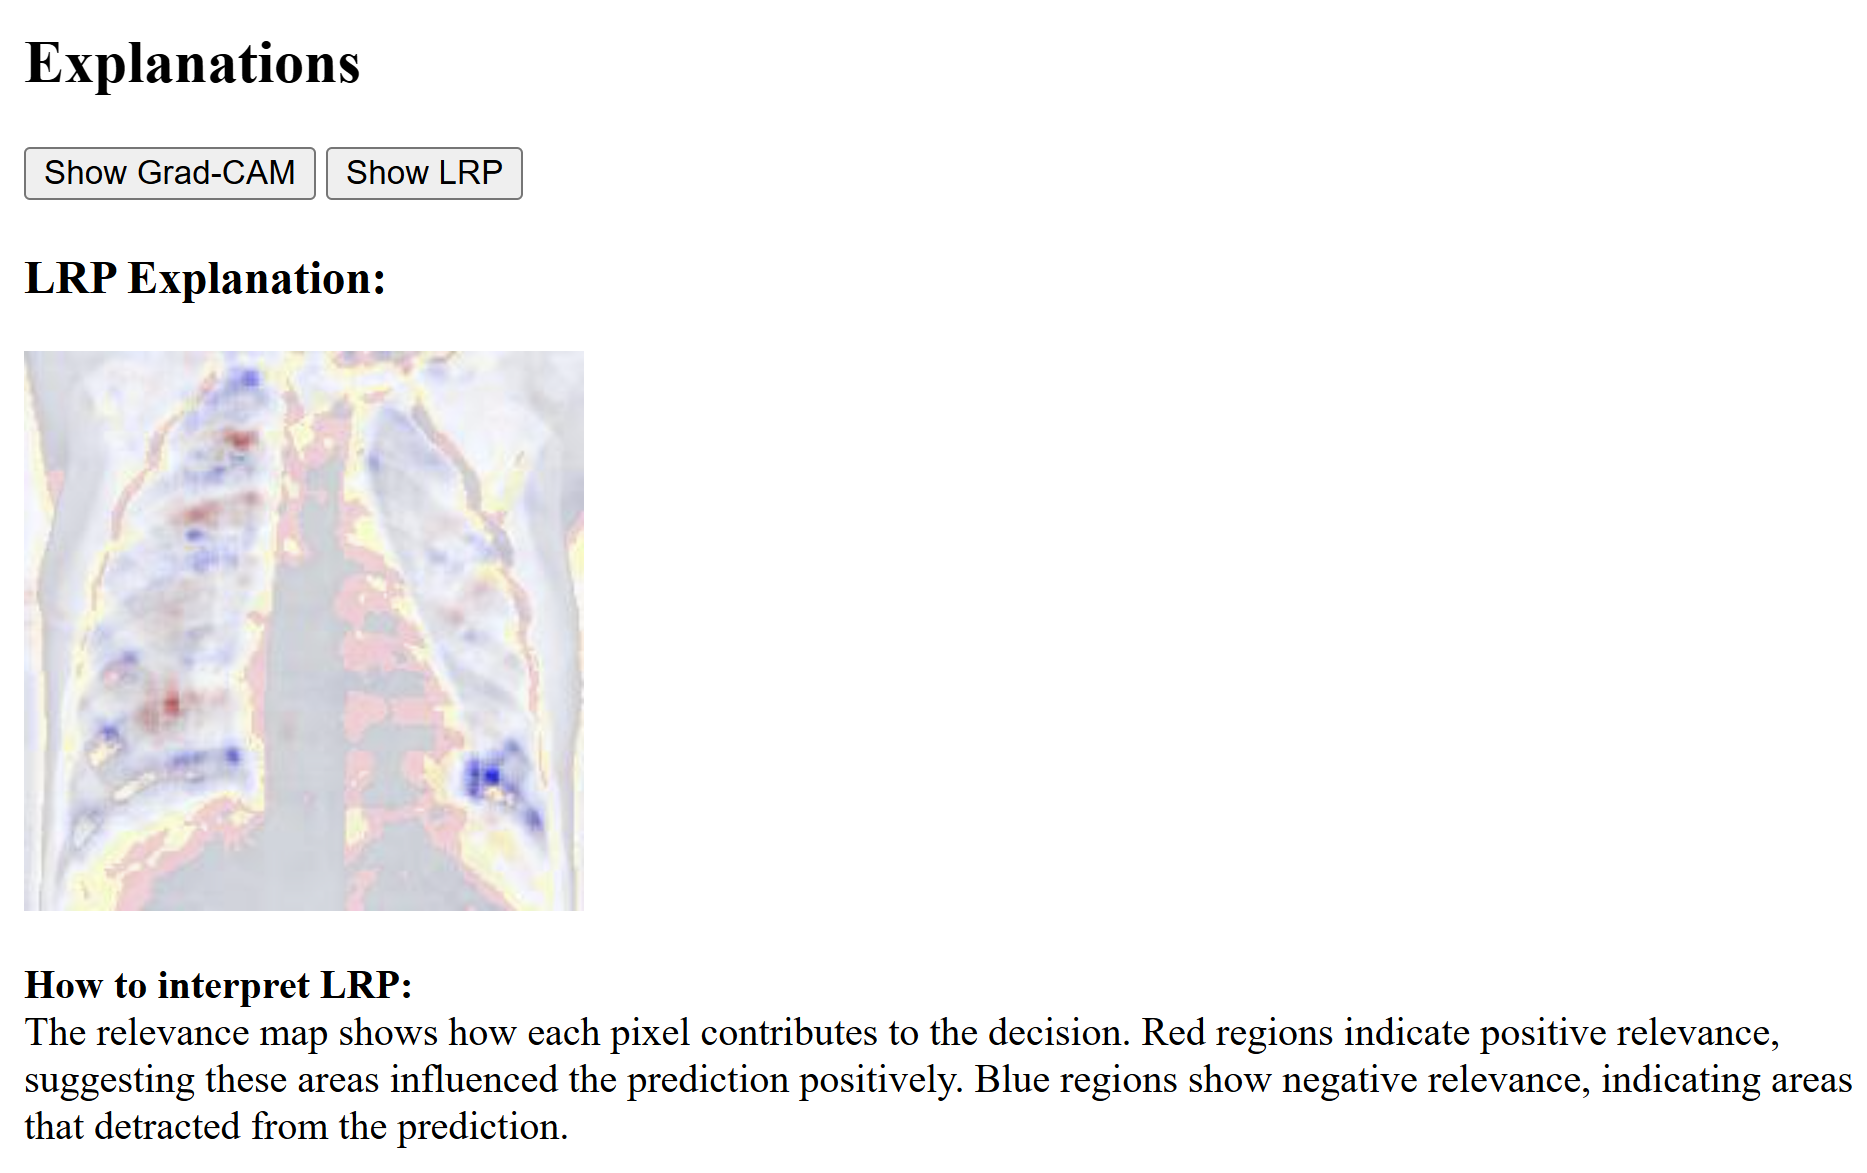 Explanations
Show Grad-CAM Show LRP
LRP Explanation:
How to interpret LRP:
The relevance map shows how each pixel contributes to the decision. Red regions indicate positive relevance,
suggesting these areas influenced the prediction positively. Blue regions show negative relevance, indicating areas
that detracted from the prediction.